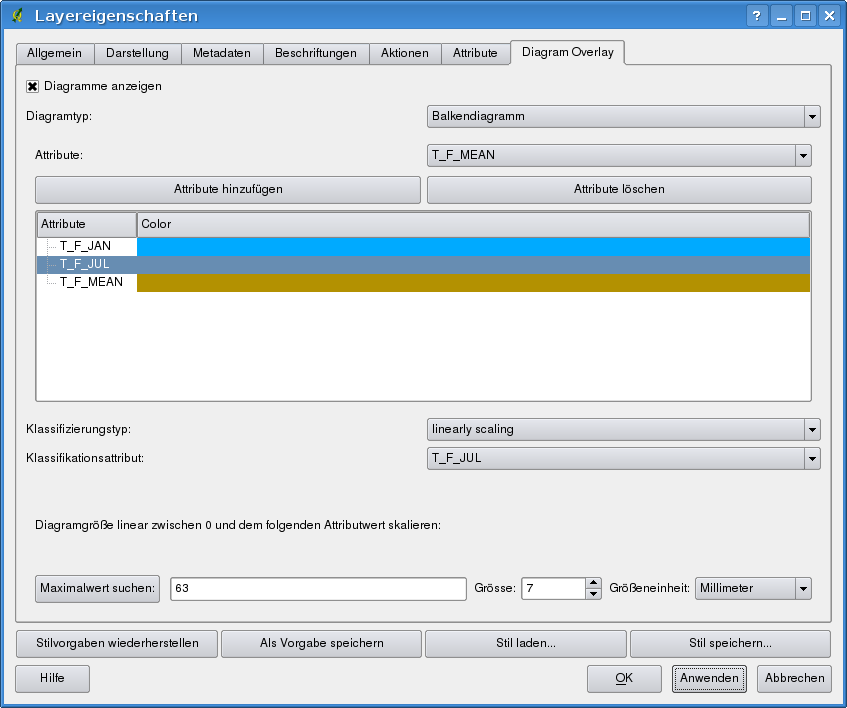 Layereigenschaften
Allgemein Darstellung Metadaten Beschriftungen Aktionen Attribute Diagram Overlay
Diagramme anzeigen
Diagramtyp: Balkendiagramm
Attribute: T_F_MEAN
Attribute hinzufügen Attribute löschen
Attribute Color
T_F_JAN
T_F_JUL
T_F_MEAN
Klassifizierungstyp: linearly scaling
Klassifikationsattribut: T_F_JUL
Diagramgröße linear zwischen 0 und dem folgenden Attributwert skalieren:
Maximalwert suchen: 63 Grösse: 7 Größeneinheit: Millimeter
Stilvorgaben wiederherstellen Als Vorgabe speichern Stil laden... Stil speichern...
Hilfe OK Anwenden Abbrechen